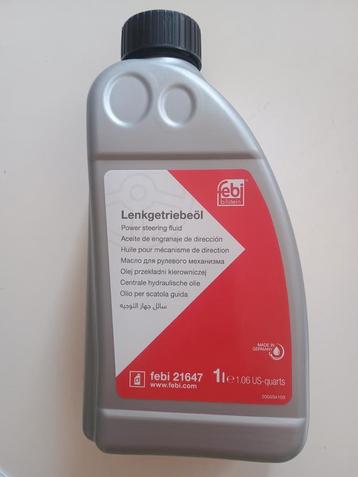 febi
bilstein
Lenkgetriebeöl
Power steering fluid
Aceite de engranaje de dirección
Huile pour mécanisme de direction
Масло для рулевого механизма
Olej przekładni kierowniczej
Centrale hydraulische olie
Olio per scatola guida
سائل جهاز التوجيه
MADE IN
GERMANY
febi 21647
www.febi.com
1l e 1.06 US-quarts